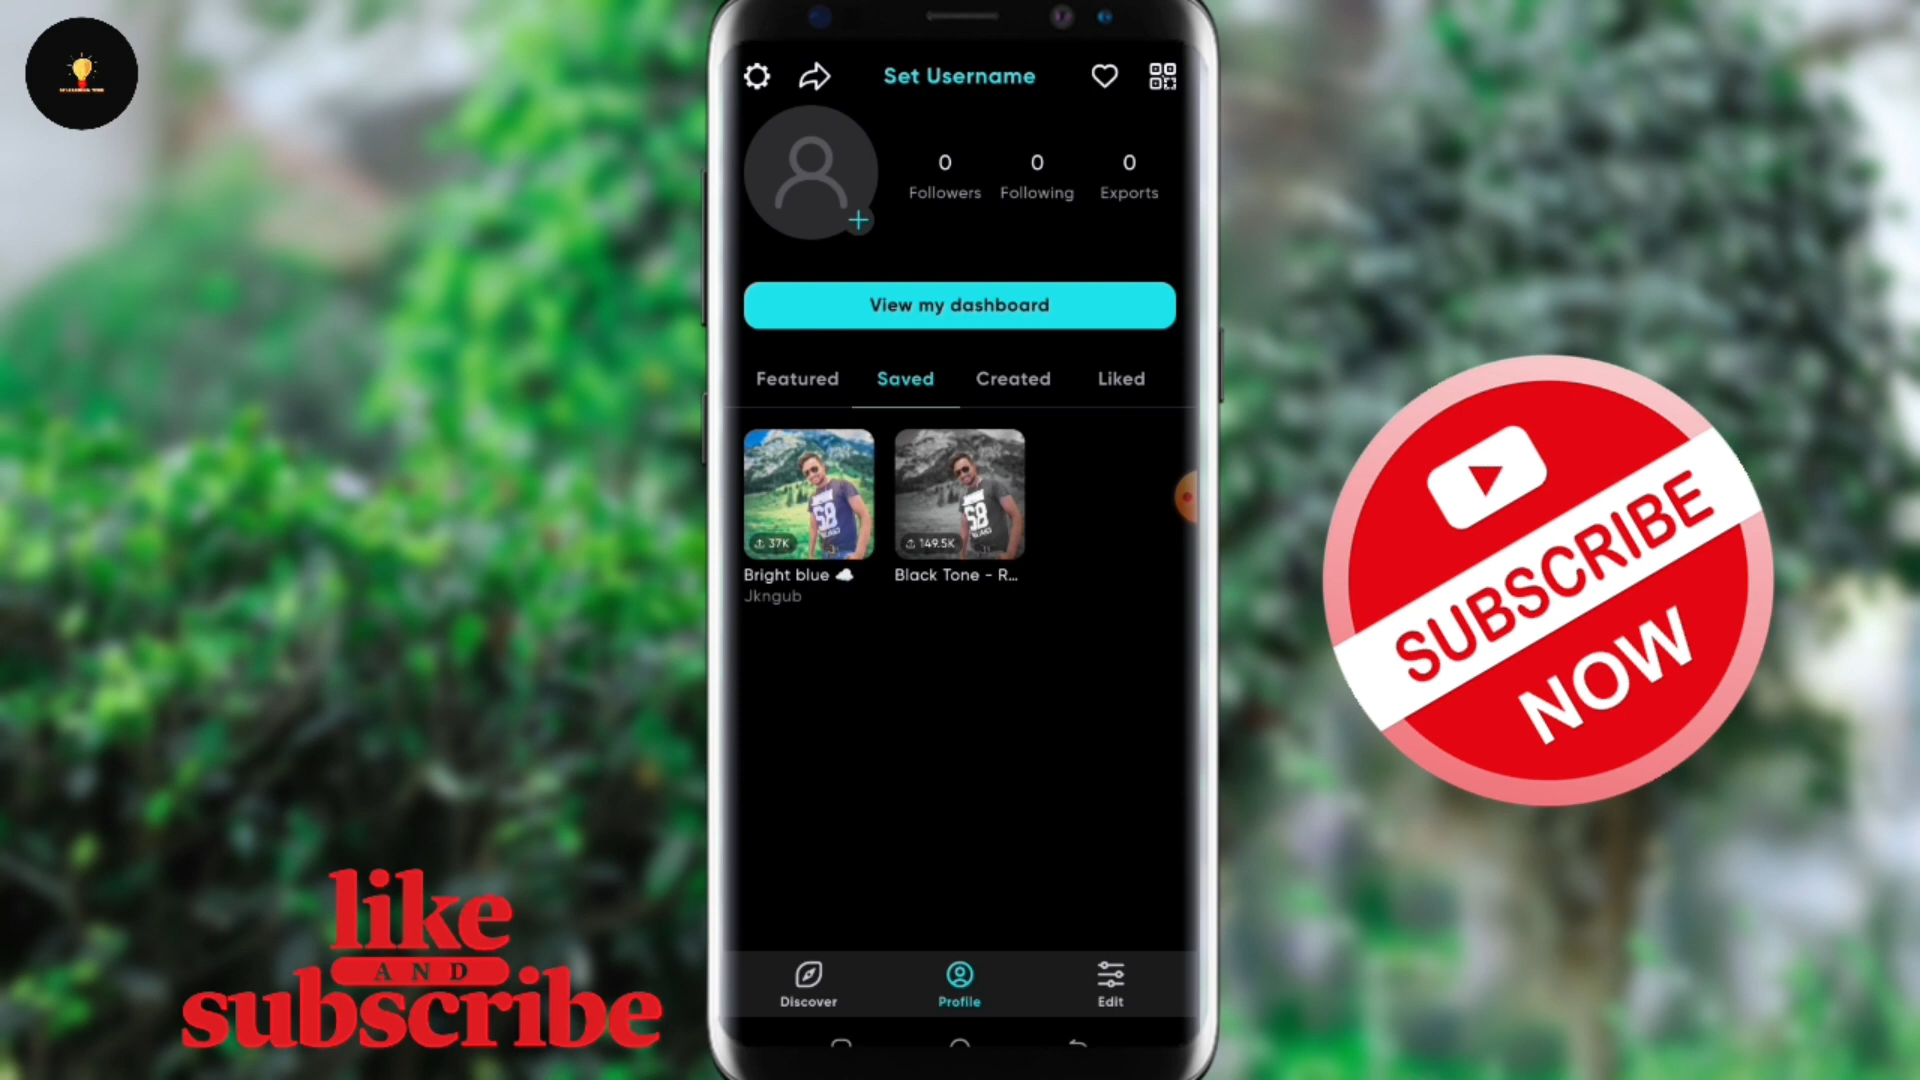 Set Username
0 0 0
Followers Following Exports
View my dashboard
Featured Saved Created Liked
37K 149.5K
Bright blue ☁ Black Tone - R...
Jkngub
Discover Profile Edit
SUBSCRIBE
NOW
like
AND
subscribe